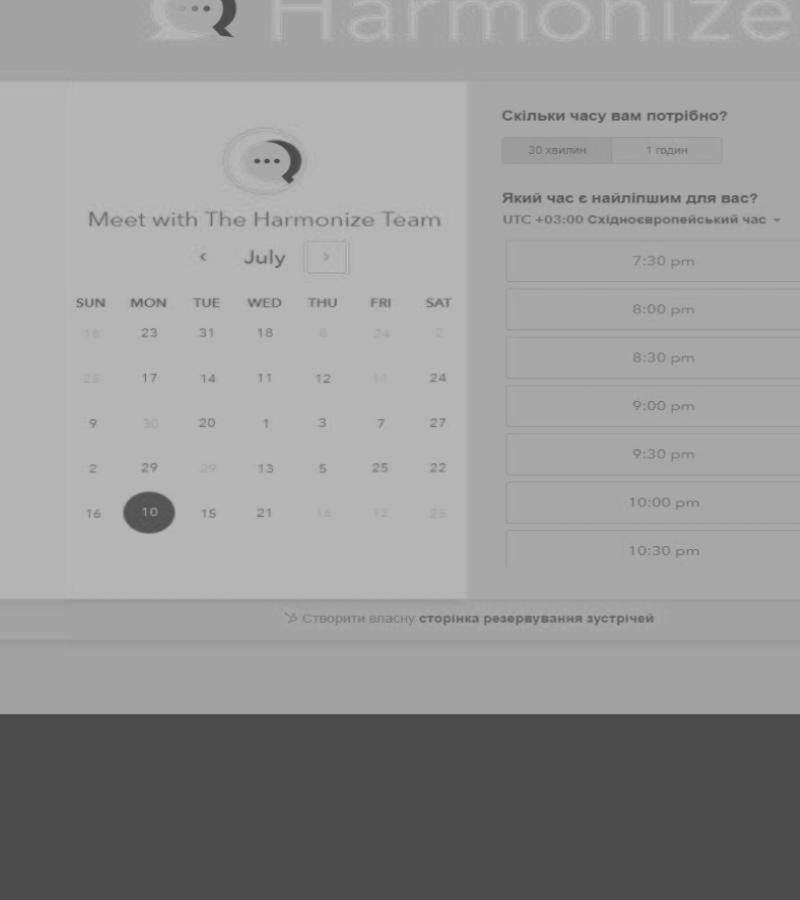 Harmonize
Meet with The Harmonize Team
July
SUN MON TUE WED THU FRI SAT
18 23 31 18 8 24 2
25 17 14 11 12 11 24
9 30 20 1 3 7 27
2 29 29 13 5 25 22
16 10 15 21 16 12 25
Скільки часу вам потрібно?
30 хвилин 1 годин
Який час є найліпшим для вас?
UTC +03:00 Східноєвропейський час
7:30 pm
8:00 pm
8:30 pm
9:00 pm
9:30 pm
10:00 pm
10:30 pm
Створити власну сторінка резервування зустрічей